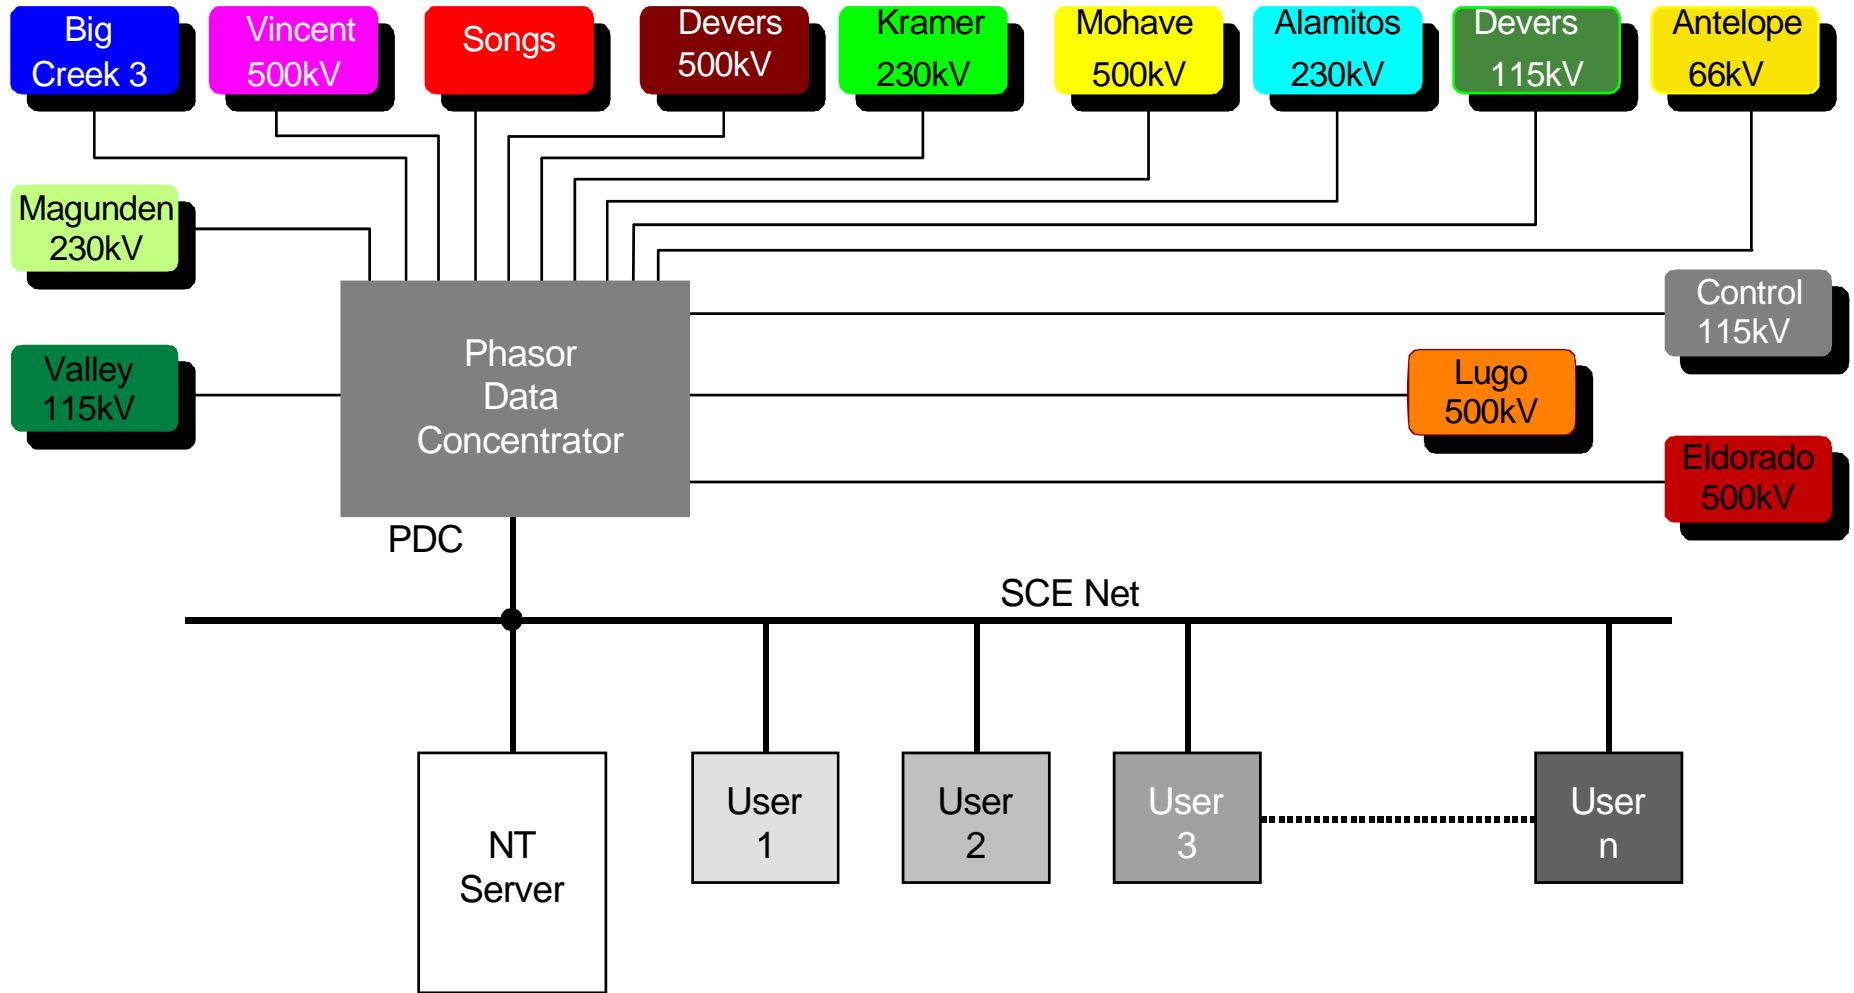 Big
Creek 3
Vincent
500kV
Songs
Devers
500kV
Kramer
230kV
Mohave
500kV
Alamitos
230kV
Devers
115kV
Antelope
66kV
Magunden
230kV
Control
115kV
Valley
115kV
Phasor
Data
Concentrator
Lugo
500kV
Eldorado
500kV
PDC
SCE Net
NT
Server
User
1
User
2
User
3
User
n